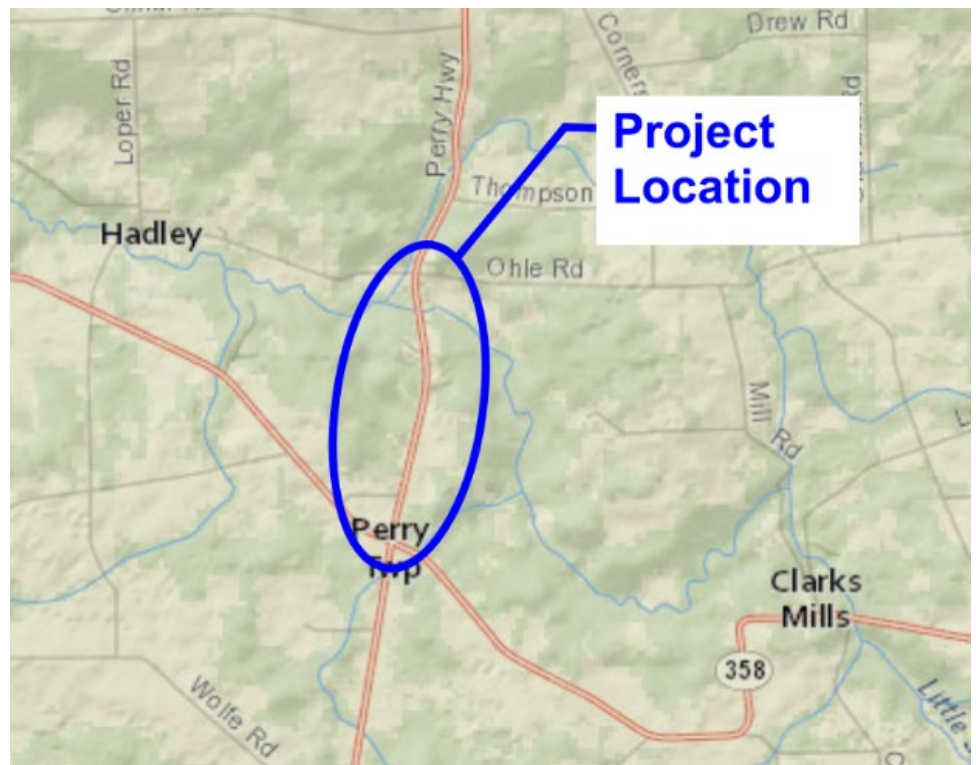 Drew Rd
Corners
Loper Rd
Perry Hwy
Project
Location
Thompson
Hadley
Ohle Rd
Mill Rd
Perry
Twp
Clarks
Mills
358
Wolfe Rd
Little